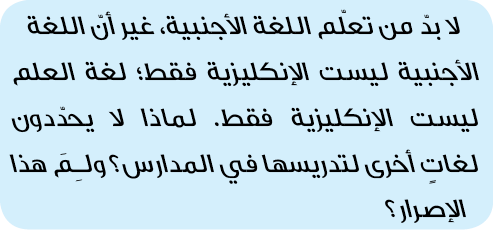 لا بدّ من تعلّم اللغة الأجنبية، غير أنّ اللغة
الأجنبية ليست الإنكليزية فقط؛ لغة العلم
ليست الإنكليزية فقط. لماذا لا يحدّدون
لغاتٍ أخرى لتدريسها في المدارس؟ ولِمَ هذا
الإصرار؟